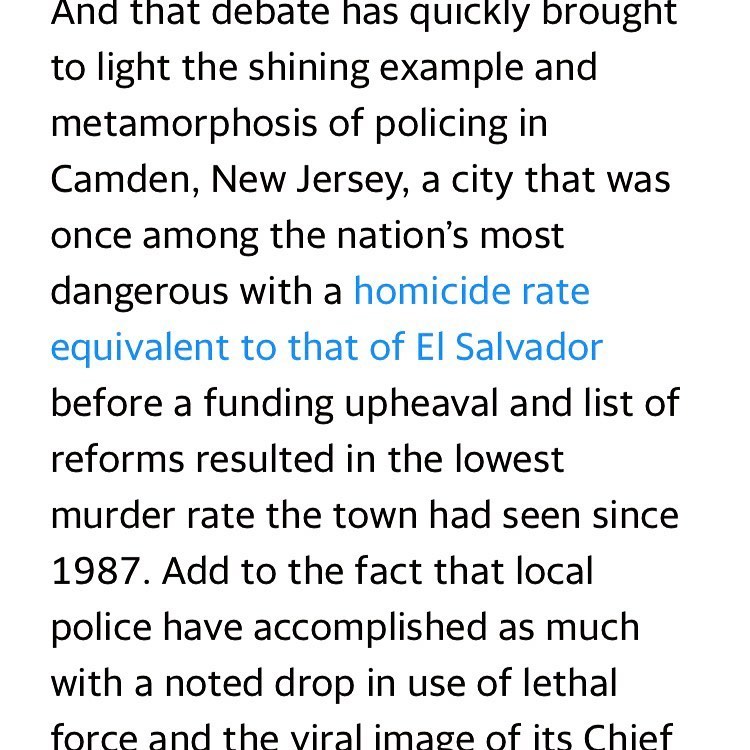 And that debate has quickly brought
to light the shining example and
metamorphosis of policing in
Camden, New Jersey, a city that was
once among the nation’s most
dangerous with a homicide rate
equivalent to that of El Salvador
before a funding upheaval and list of
reforms resulted in the lowest
murder rate the town had seen since
1987. Add to the fact that local
police have accomplished as much
with a noted drop in use of lethal
force and the viral image of its Chief